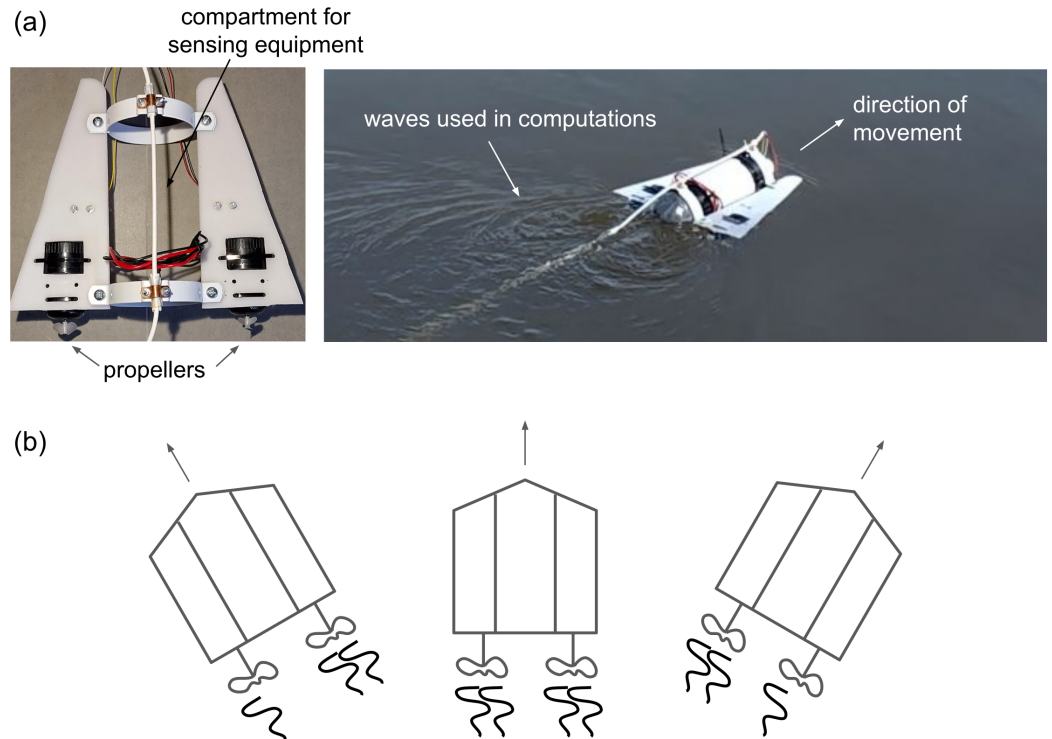 (a)
compartment for
sensing equipment
waves used in computations
direction of
movement
propellers
(b)